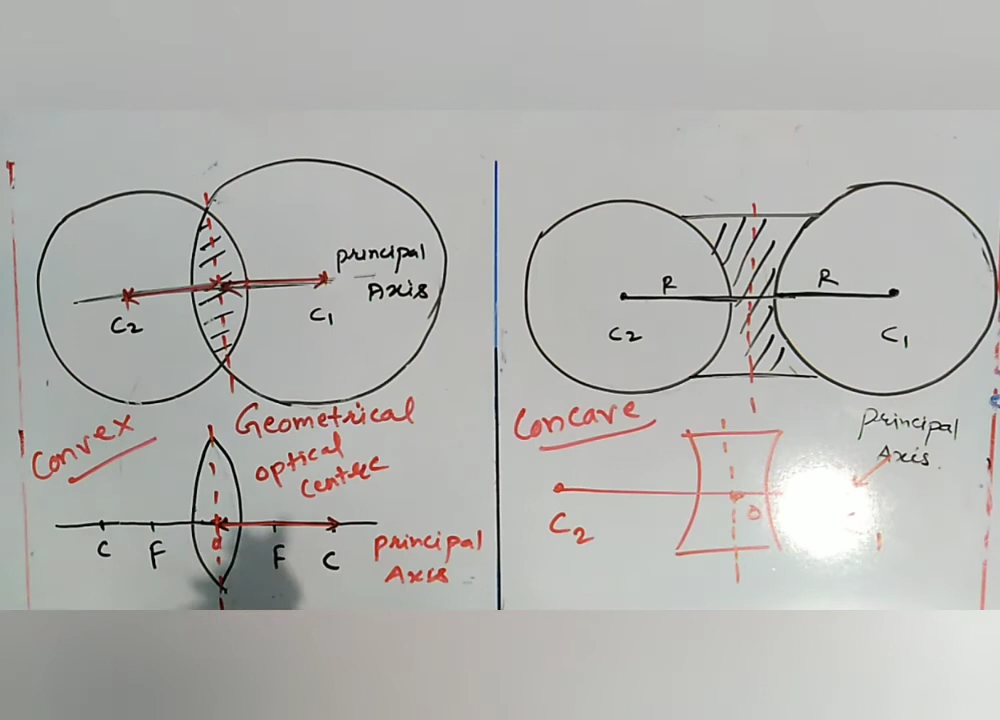 principal
Axis
C2
C1
Convex
Geometrical
optical
Centre
C
F
O
F
C
principal
Axis
R
R
C2
C1
Concave
principal
Axis.
O
C2